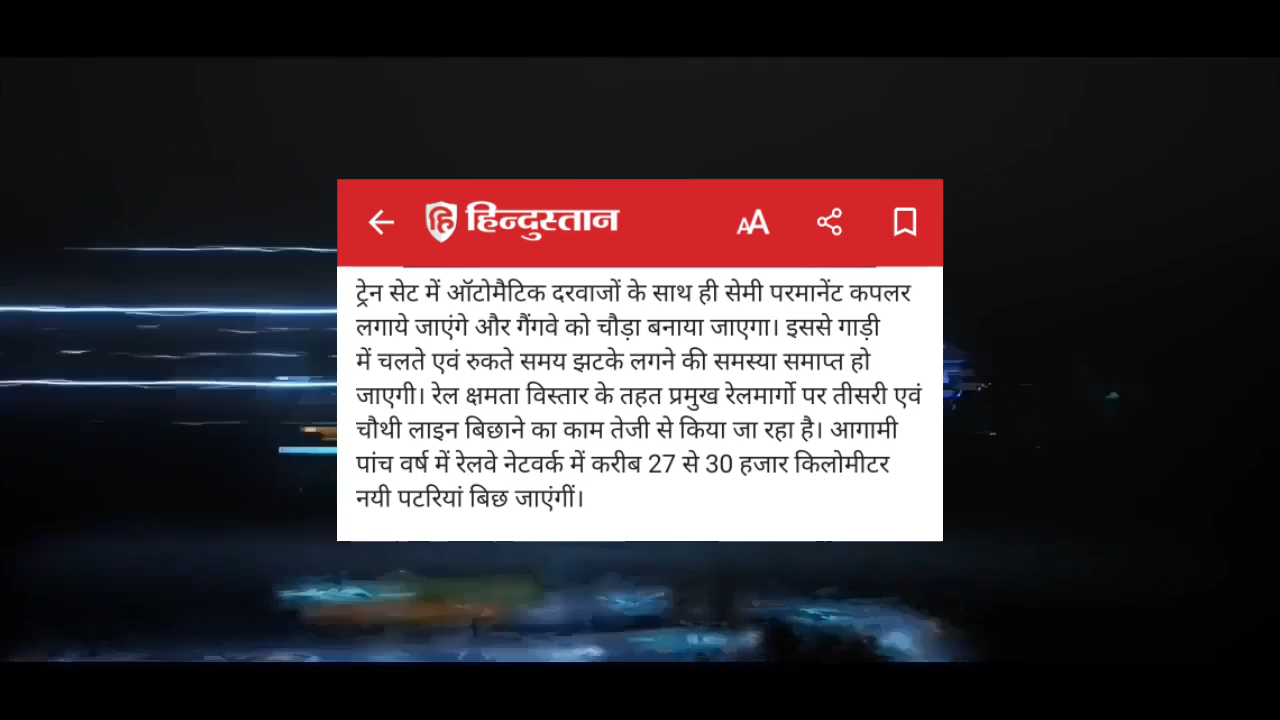 हिन्दुस्तान AA
ट्रेन सेट में ऑटोमैटिक दरवाजों के साथ ही सेमी परमानेंट कपलर
लगाये जाएंगे और गैंगवे को चौड़ा बनाया जाएगा। इससे गाड़ी
में चलते एवं रुकते समय झटके लगने की समस्या समाप्त हो
जाएगी। रेल क्षमता विस्तार के तहत प्रमुख रेलमार्गो पर तीसरी एवं
चौथी लाइन बिछाने का काम तेजी से किया जा रहा है। आगामी
पांच वर्ष में रेलवे नेटवर्क में करीब 27 से 30 हजार किलोमीटर
नयी पटरियां बिछ जाएंगीं।